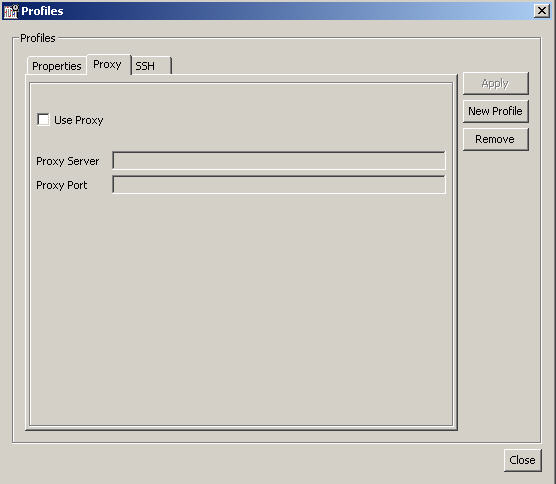 Profiles
Profiles
Properties
Proxy
SSH
Apply
New Profile
Remove
Use Proxy
Proxy Server
Proxy Port
Close